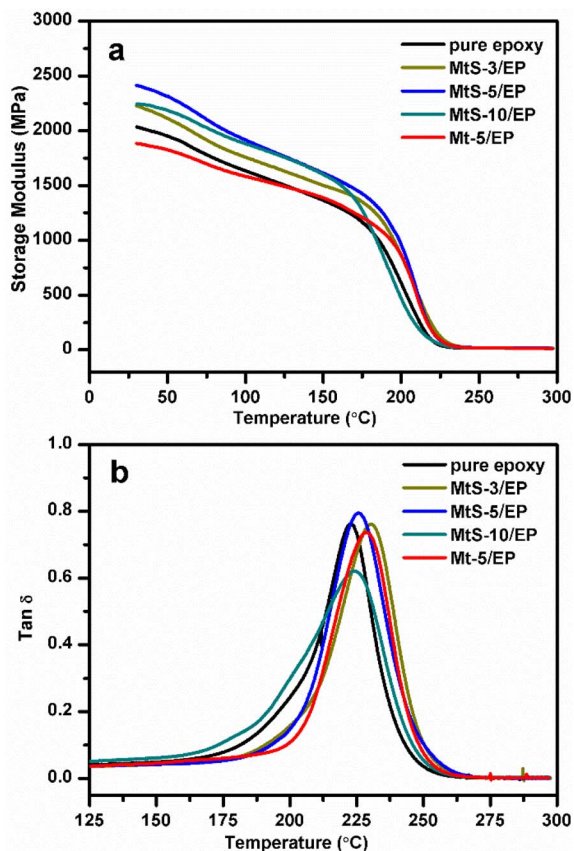 a
pure epoxy
MtS-3/EP
MtS-5/EP
MtS-10/EP
Mt-5/EP
Storage Modulus (MPa)
3000
2500
2000
1500
1000
500
0
0 50 100 150 200 250 300
Temperature (°C)
b
pure epoxy
MtS-3/EP
MtS-5/EP
MtS-10/EP
Mt-5/EP
Tan δ
1.0
0.8
0.6
0.4
0.2
0.0
125 150 175 200 225 250 275 300
Temperature (°C)